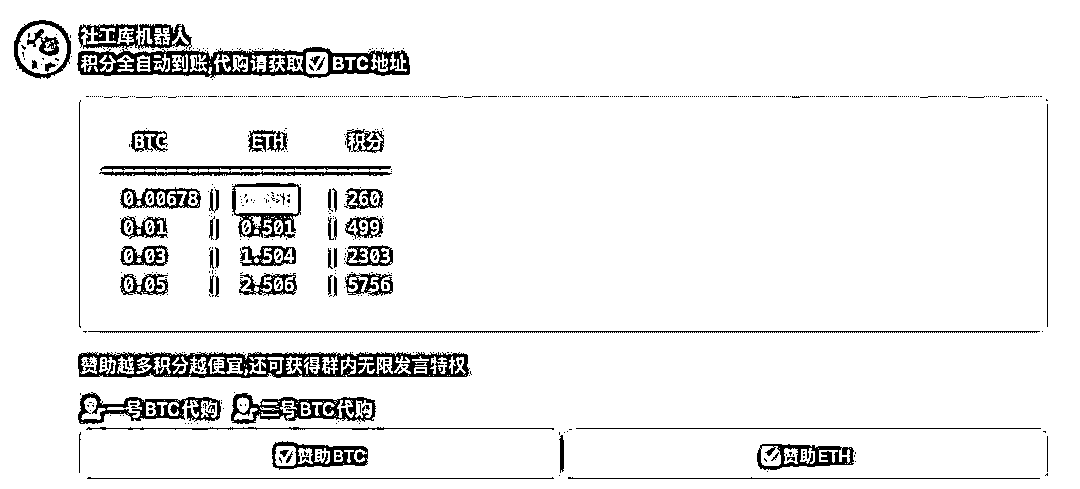 社工库机器人
积分全自动到账,代购请获取✅BTC地址
BTC ETH 积分
0.00678 || || 260
0.01 || 0.501 || 499
0.03 || 1.504 || 2303
0.05 || 2.506 || 5756
赞助越多积分越便宜,还可获得群内无限发言特权
一号BTC代购 二号BTC代购
✅赞助BTC ✅赞助ETH